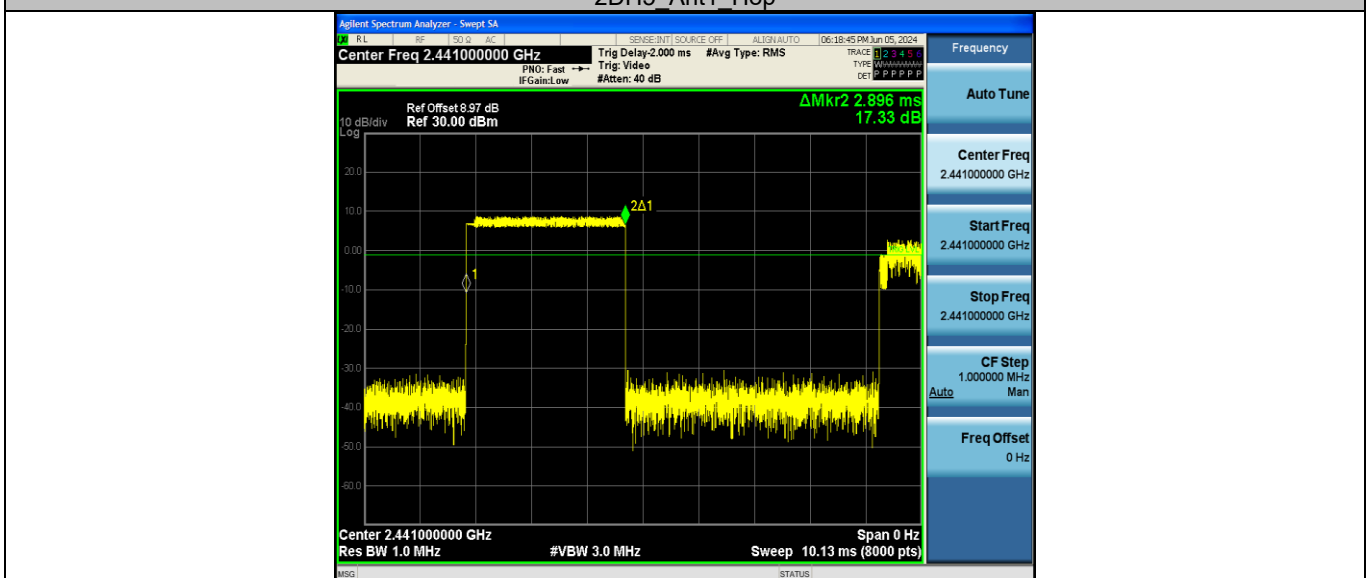 Agilent Spectrum Analyzer - Swept SA
RL RF 50 Ω AC SENSE:INT SOURCE OFF ALIGN AUTO 06:18:45 PM Jun 05, 2024
Center Freq 2.441000000 GHz
PNO: Fast
IFGain:Low
Trig Delay-2.000 ms #Avg Type: RMS
Trig: Video
#Atten: 40 dB
TRACE 1 2 3 4 5 6
TYPE
DET P P P P P P
Frequency
Auto Tune
Center Freq
2.441000000 GHz
Start Freq
2.441000000 GHz
Stop Freq
2.441000000 GHz
CF Step
1.000000 MHz
Auto Man
Freq Offset
0 Hz
ΔMkr2 2.896 ms
17.33 dB
Ref Offset 8.97 dB
10 dB/div Ref 30.00 dBm
Log
20.0
10.0
0.00
-10.0
-20.0
-30.0
-40.0
-50.0
-60.0
2Δ1
1
Center 2.441000000 GHz Span 0 Hz
Res BW 1.0 MHz #VBW 3.0 MHz Sweep 10.13 ms (8000 pts)
MSG STATUS